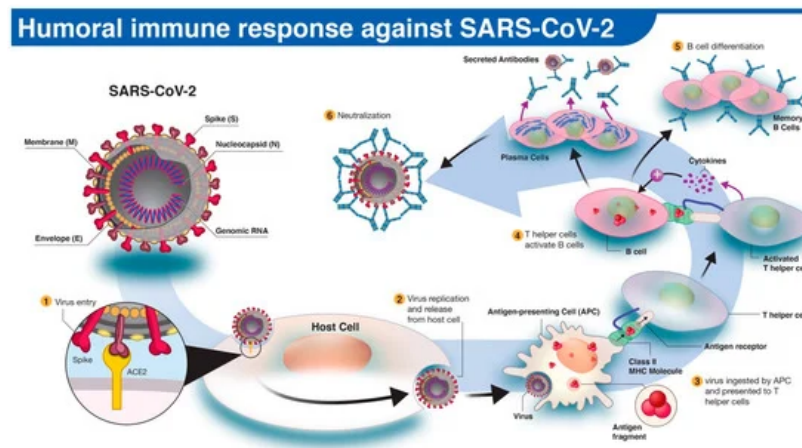 Humoral immune response against SARS-CoV-2
SARS-CoV-2
Spike (S)
Membrane (M)
Nucleocapsid (N)
Genomic RNA
Envelope (E)
1 Virus entry
Spike
ACE2
Host Cell
2 Virus replication
and release
from host cell
Antigen-presenting Cell (APC)
Virus
Class II
MHC Molecule
Antigen
fragment
3 virus ingested by APC
and presented to T
helper cells
Antigen receptor
T helper ce
4 T helper cells
activate B cells
B cell
Activated
T helper ce
Cytokines
+
5 B cell differentiation
Memory
B Cells
Plasma Cells
Secreted Antibodies
6 Neutralization